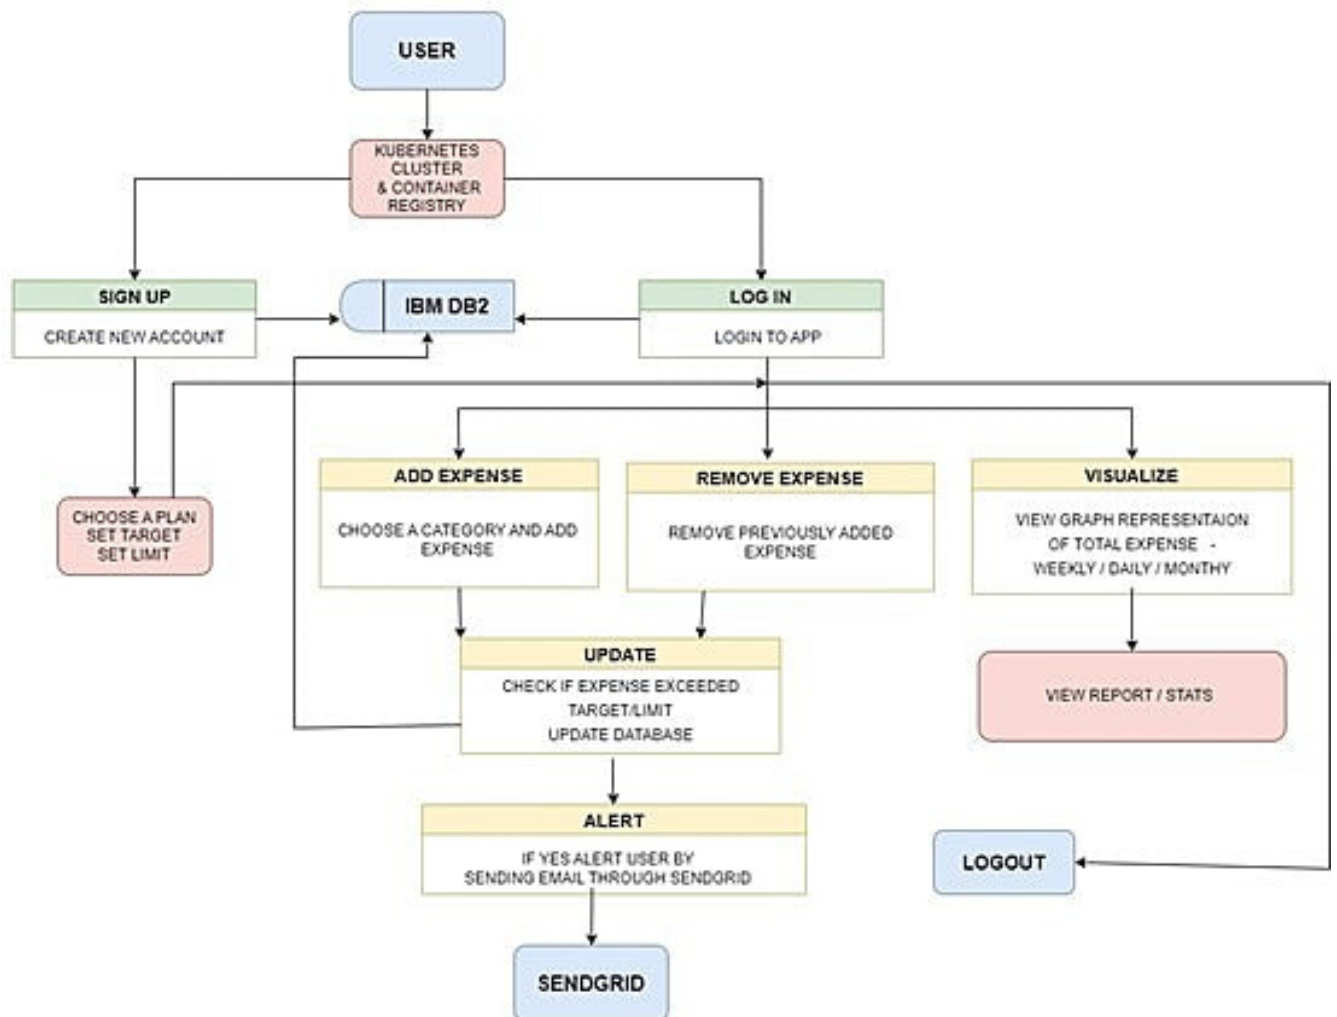 USER
KUBERNETES
CLUSTER
& CONTAINER
REGISTRY
SIGN UP
CREATE NEW ACCOUNT
IBM DB2
LOG IN
LOGIN TO APP
CHOOSE A PLAN
SET TARGET
SET LIMIT
ADD EXPENSE
CHOOSE A CATEGORY AND ADD
EXPENSE
REMOVE EXPENSE
REMOVE PREVIOUSLY ADDED
EXPENSE
VISUALIZE
VIEW GRAPH REPRESENTAION
OF TOTAL EXPENSE -
WEEKLY / DAILY / MONTHY
UPDATE
CHECK IF EXPENSE EXCEEDED
TARGET/LIMIT
UPDATE DATABASE
VIEW REPORT / STATS
ALERT
IF YES ALERT USER BY
SENDING EMAIL THROUGH SENDGRID
LOGOUT
SENDGRID